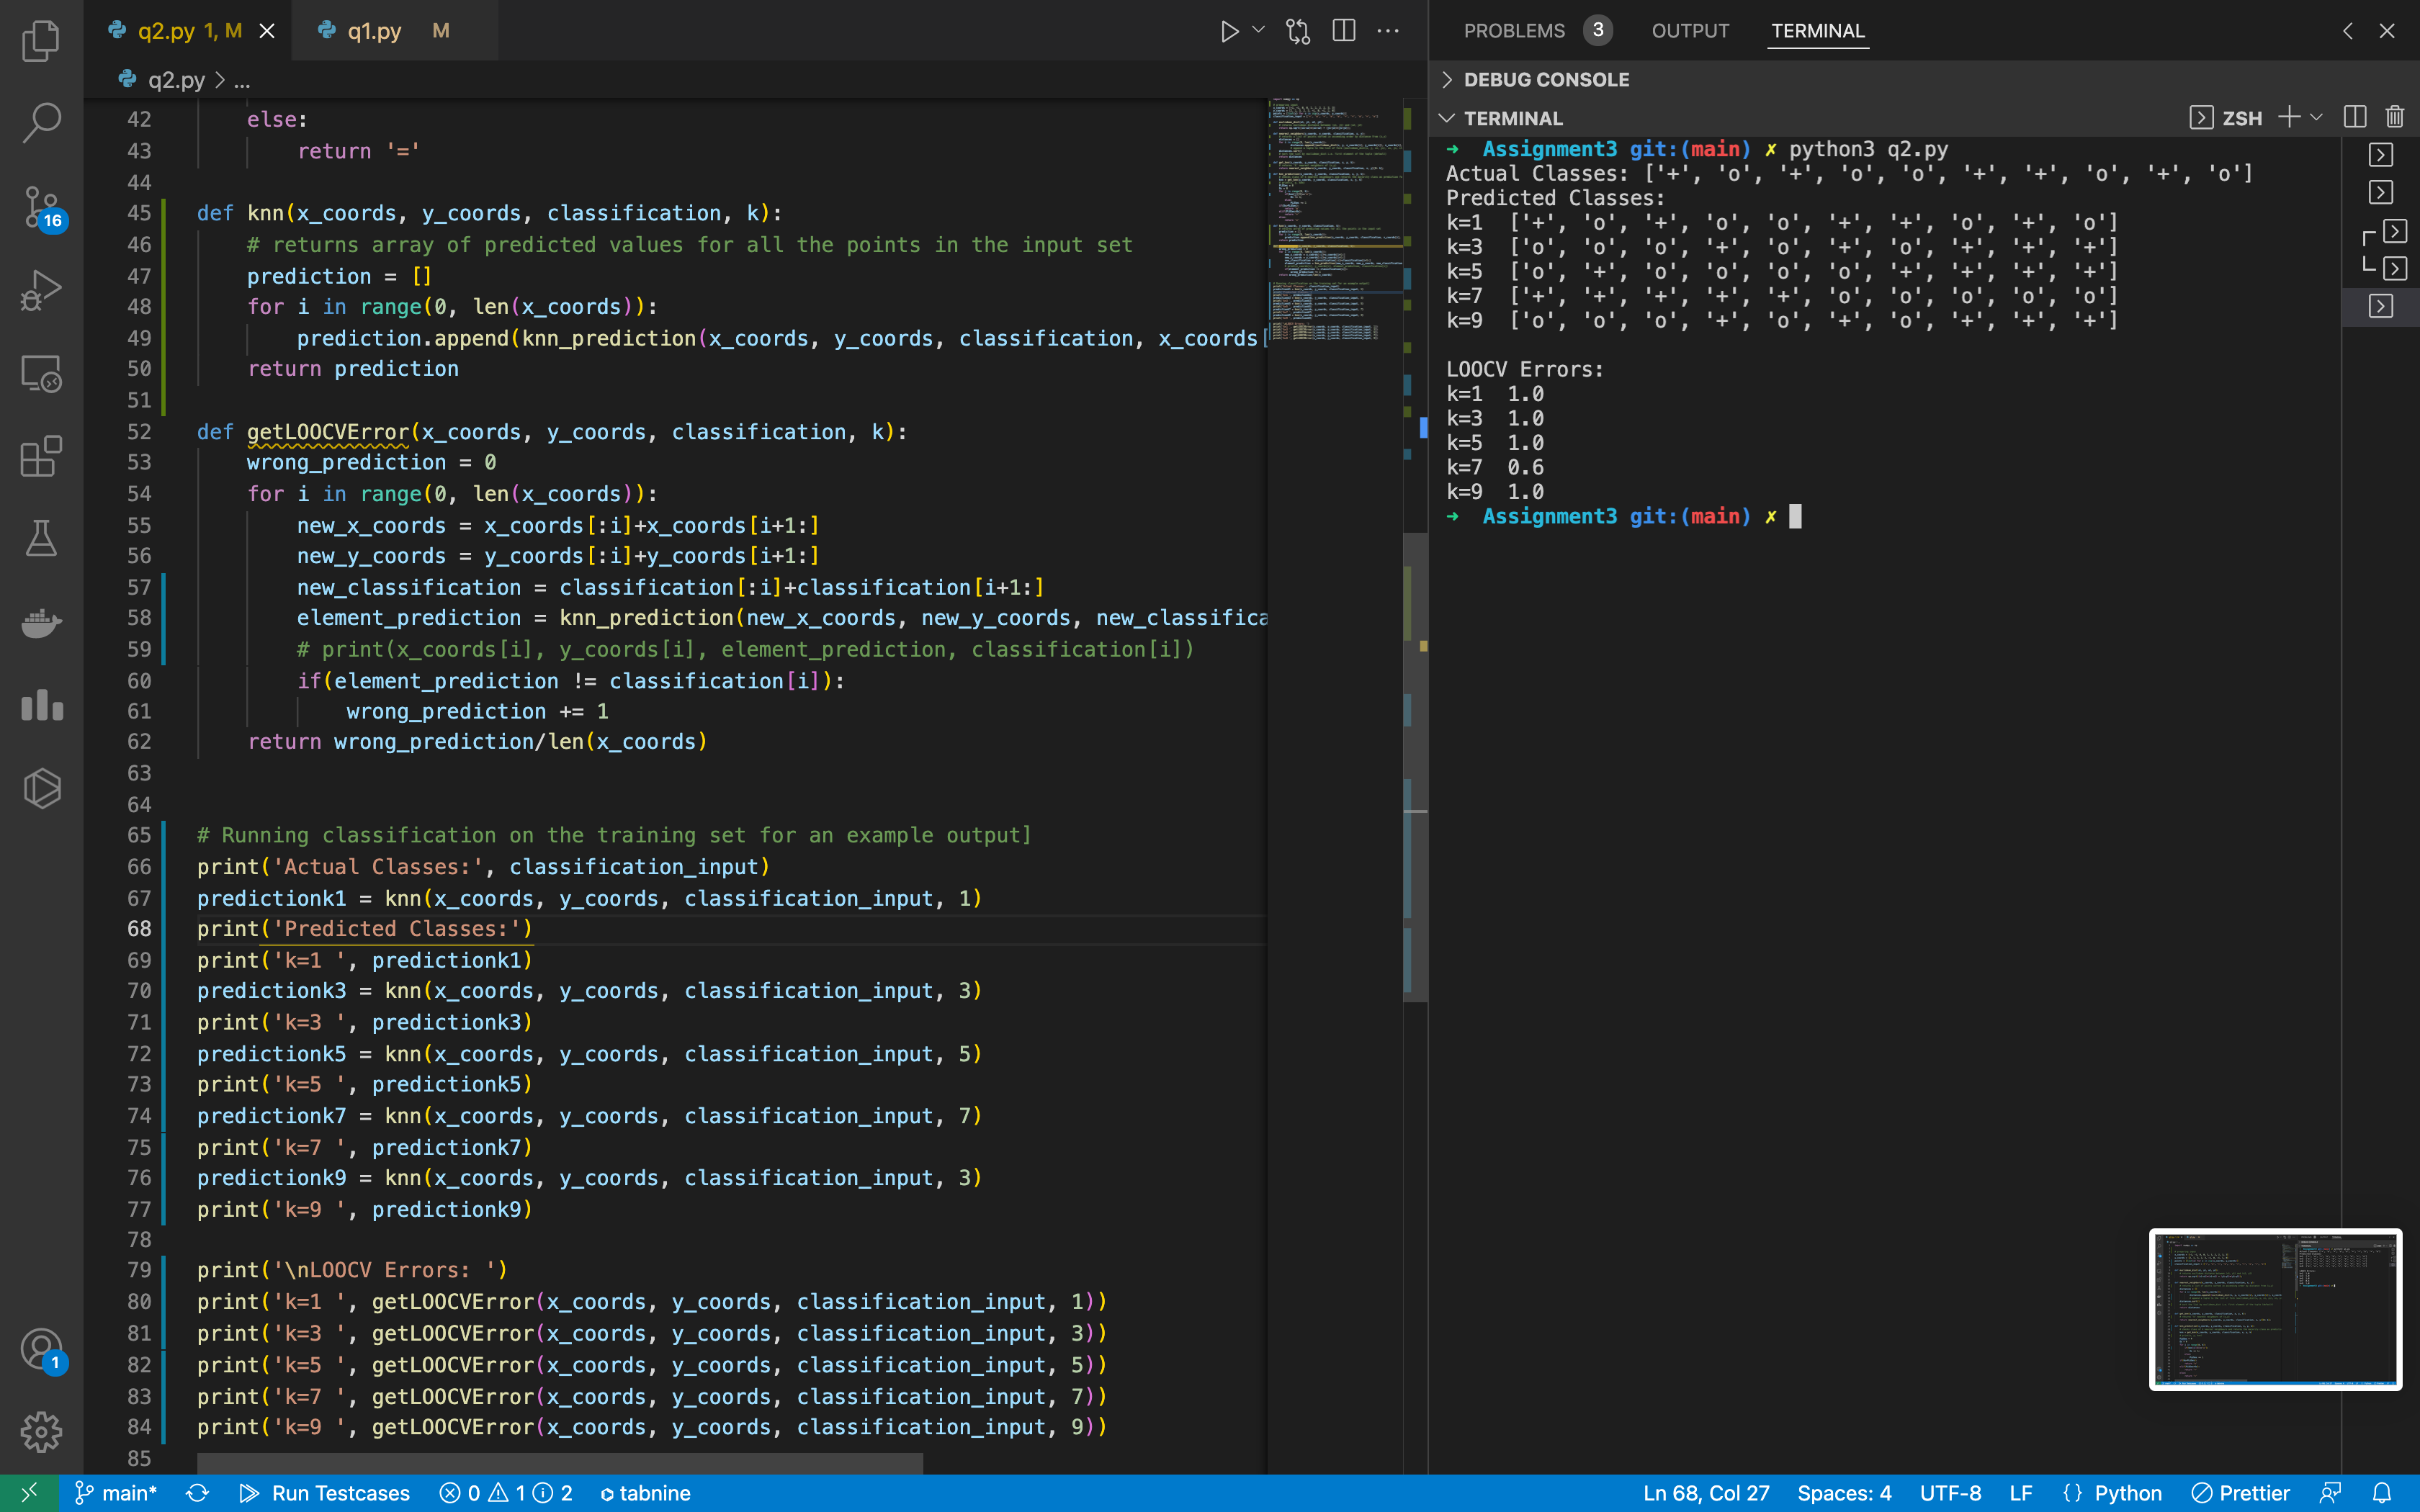 q2.py 1, M
q1.py M
q2.py > ...
42 else:
43 return '='
44
45 def knn(x_coords, y_coords, classification, k):
46 # returns array of predicted values for all the points in the input set
47 prediction = []
48 for i in range(0, len(x_coords)):
49 prediction.append(knn_prediction(x_coords, y_coords, classification, x_coords[
50 return prediction
51
52 def getLOOCVError(x_coords, y_coords, classification, k):
53 wrong_prediction = 0
54 for i in range(0, len(x_coords)):
55 new_x_coords = x_coords[:i]+x_coords[i+1:]
56 new_y_coords = y_coords[:i]+y_coords[i+1:]
57 new_classification = classification[:i]+classification[i+1:]
58 element_prediction = knn_prediction(new_x_coords, new_y_coords, new_classifica
59 # print(x_coords[i], y_coords[i], element_prediction, classification[i])
60 if(element_prediction != classification[i]):
61 wrong_prediction += 1
62 return wrong_prediction/len(x_coords)
63
64
65 # Running classification on the training set for an example output]
66 print('Actual Classes:', classification_input)
67 predictionk1 = knn(x_coords, y_coords, classification_input, 1)
68 print('Predicted Classes:')
69 print('k=1 ', predictionk1)
70 predictionk3 = knn(x_coords, y_coords, classification_input, 3)
71 print('k=3 ', predictionk3)
72 predictionk5 = knn(x_coords, y_coords, classification_input, 5)
73 print('k=5 ', predictionk5)
74 predictionk7 = knn(x_coords, y_coords, classification_input, 7)
75 print('k=7 ', predictionk7)
76 predictionk9 = knn(x_coords, y_coords, classification_input, 3)
77 print('k=9 ', predictionk9)
78
79 print('\nLOOCV Errors: ')
80 print('k=1 ', getLOOCVError(x_coords, y_coords, classification_input, 1))
81 print('k=3 ', getLOOCVError(x_coords, y_coords, classification_input, 3))
82 print('k=5 ', getLOOCVError(x_coords, y_coords, classification_input, 5))
83 print('k=7 ', getLOOCVError(x_coords, y_coords, classification_input, 7))
84 print('k=9 ', getLOOCVError(x_coords, y_coords, classification_input, 9))
85
PROBLEMS 3 OUTPUT TERMINAL
DEBUG CONSOLE
TERMINAL
ZSH
→ Assignment3 git:(main) ✗ python3 q2.py
Actual Classes: ['+', 'o', '+', 'o', 'o', '+', '+', 'o', '+', 'o']
Predicted Classes:
k=1 ['+', 'o', '+', 'o', 'o', '+', '+', 'o', '+', 'o']
k=3 ['o', 'o', 'o', '+', 'o', '+', 'o', '+', '+', '+']
k=5 ['o', '+', 'o', 'o', 'o', 'o', '+', '+', '+', '+']
k=7 ['+', '+', '+', '+', '+', 'o', 'o', 'o', 'o', 'o']
k=9 ['o', 'o', 'o', '+', 'o', '+', 'o', '+', '+', '+']
LOOCV Errors:
k=1 1.0
k=3 1.0
k=5 1.0
k=7 0.6
k=9 1.0
→ Assignment3 git:(main) ✗
16
1
main* Run Testcases 0 1 2 tabnine
Ln 68, Col 27 Spaces: 4 UTF-8 LF {} Python Prettier